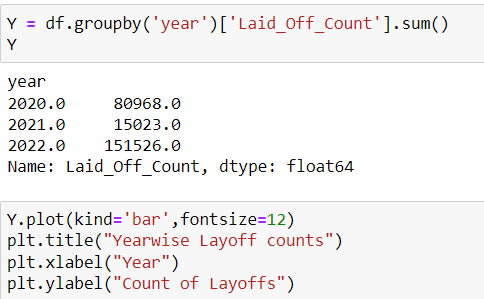 Y = df.groupby('year')['Laid_Off_Count'].sum()
Y
year
2020.0     80968.0
2021.0     15023.0
2022.0    151526.0
Name: Laid_Off_Count, dtype: float64
Y.plot(kind='bar',fontsize=12)
plt.title("Yearwise Layoff counts")
plt.xlabel("Year")
plt.ylabel("Count of Layoffs")